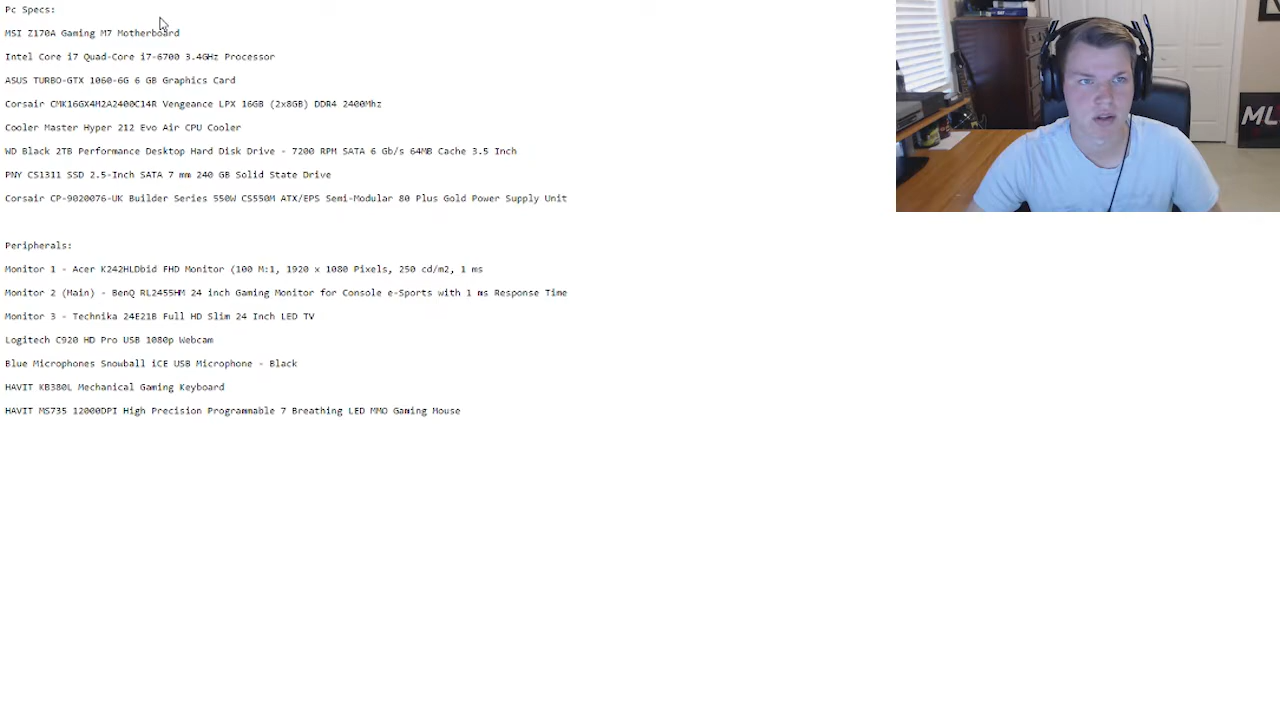 Pc Specs:
MSI Z170A Gaming M7 Motherboard
Intel Core i7 Quad-Core i7-6700 3.4GHz Processor
ASUS TURBO-GTX 1060-6G 6 GB Graphics Card
Corsair CMK16GX4M2A2400C14R Vengeance LPX 16GB (2x8GB) DDR4 2400Mhz
Cooler Master Hyper 212 Evo Air CPU Cooler
WD Black 2TB Performance Desktop Hard Disk Drive - 7200 RPM SATA 6 Gb/s 64MB Cache 3.5 Inch
PNY CS1311 SSD 2.5-Inch SATA 7 mm 240 GB Solid State Drive
Corsair CP-9020076-UK Builder Series 550W CS550M ATX/EPS Semi-Modular 80 Plus Gold Power Supply Unit
Peripherals:
Monitor 1 - Acer K242HLDbid FHD Monitor (100 M:1, 1920 x 1080 Pixels, 250 cd/m2, 1 ms
Monitor 2 (Main) - BenQ RL2455HM 24 inch Gaming Monitor for Console e-Sports with 1 ms Response Time
Monitor 3 - Technika 24E21B Full HD Slim 24 Inch LED TV
Logitech C920 HD Pro USB 1080p Webcam
Blue Microphones Snowball iCE USB Microphone - Black
HAVIT KB380L Mechanical Gaming Keyboard
HAVIT MS735 12000DPI High Precision Programmable 7 Breathing LED MMO Gaming Mouse
ML